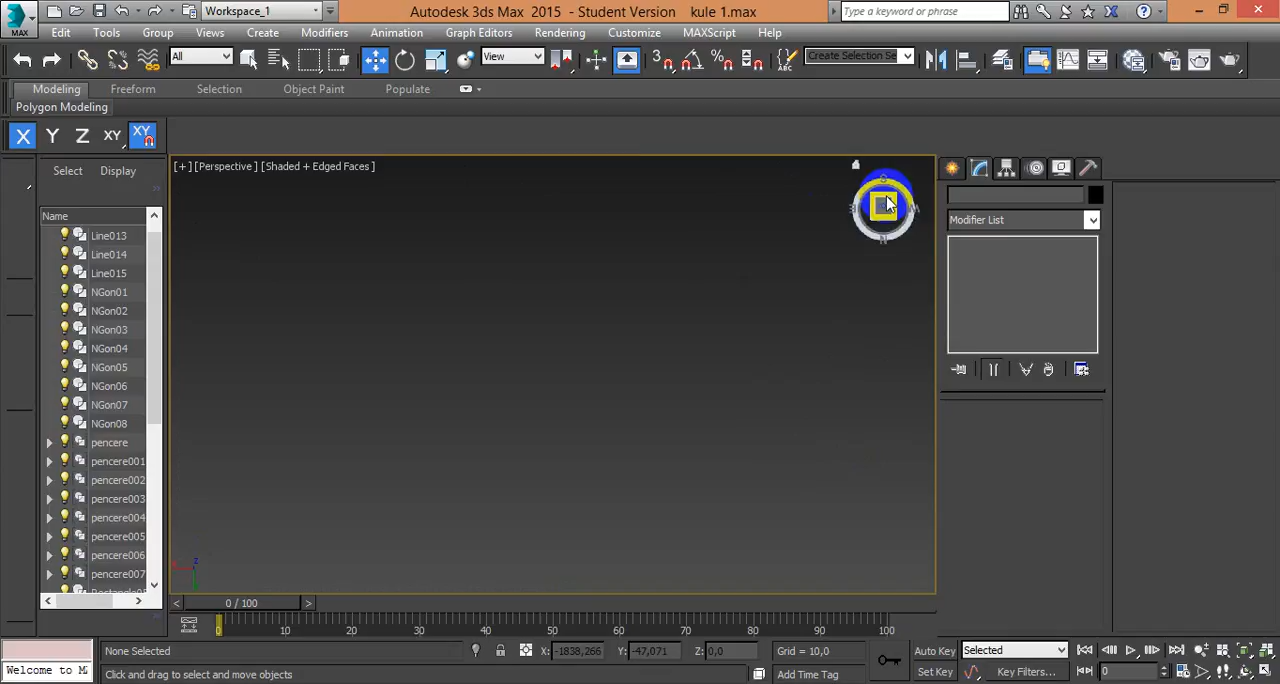 Workspace_1
Autodesk 3ds Max 2015 - Student Version kule 1.max
Type a keyword or phrase
MAX
Edit Tools Group Views Create Modifiers Animation Graph Editors Rendering Customize MAXScript Help
All
View
3
Create Selection Se
Modeling Freeform Selection Object Paint Populate
Polygon Modeling
X Y Z XY XY
[+] [Perspective] [Shaded + Edged Faces]
Select Display
Name
Line013
Line014
Line015
NGon01
NGon02
NGon03
NGon04
NGon05
NGon06
NGon07
NGon08
pencere
pencere001
pencere002
pencere003
pencere004
pencere005
pencere006
pencere007
Modifier List
0 / 100
0 10 20 30 40 50 60 70 80 90 100
None Selected
X: -1838,266 Y: -47,071 Z: 0,0
Grid = 10,0
Auto Key Selected
Welcome to M
Click and drag to select and move objects
Add Time Tag
Set Key
Key Filters...
0